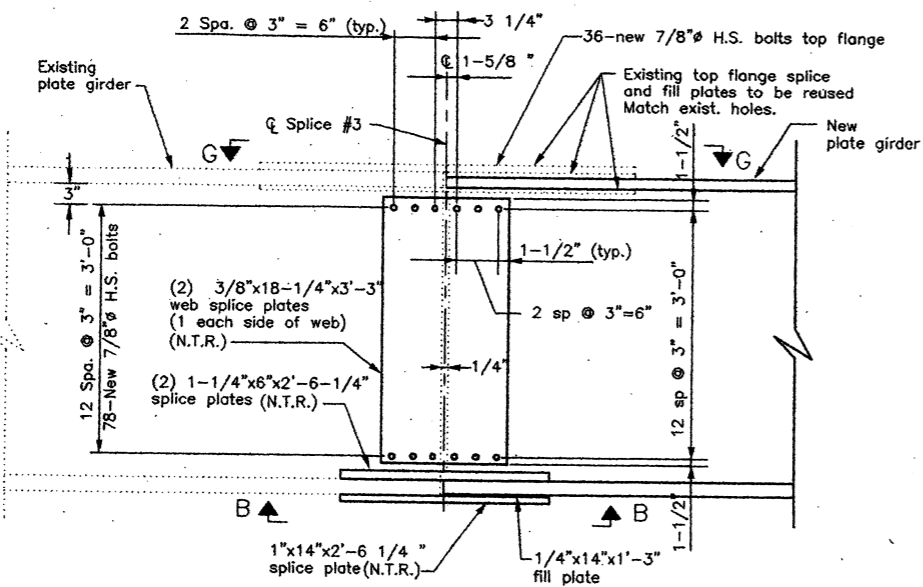 2 Spa. @ 3" = 6" (typ.)
3 1/4"
36-new 7/8"ø H.S. bolts top flange
℄ 1-5/8 "
Existing
plate girder
Existing top flange splice
and fill plates to be reused
Match exist. holes.
℄ Splice #3
New
plate girder
1-1/2"
G
G
3"
1-1/2" (typ.)
12 Spa. @ 3" = 3'-0"
78-New 7/8"ø H.S. bolts
(2) 3/8"x18-1/4"x3'-3"
web splice plates
(1 each side of web)
(N.T.R.)
2 sp @ 3"=6"
12 sp @ 3" = 3'-0"
1/4"
(2) 1-1/4"x6"x2'-6-1/4"
splice plates (N.T.R.)
B
B
1-1/2"
1"x14"x2'-6 1/4 "
splice plate (N.T.R.)
1/4"x14"x1'-3"
fill plate